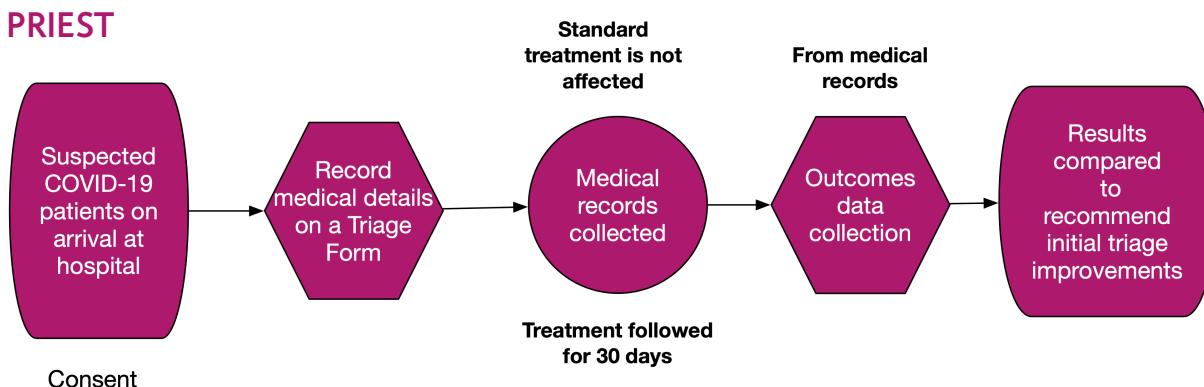 PRIEST
Suspected
COVID-19
patients on
arrival at
hospital
Consent
Record
medical details
on a Triage
Form
Standard
treatment is not
affected
Medical
records
collected
Treatment followed
for 30 days
From medical
records
Outcomes
data
collection
Results
compared
to
recommend
initial triage
improvements